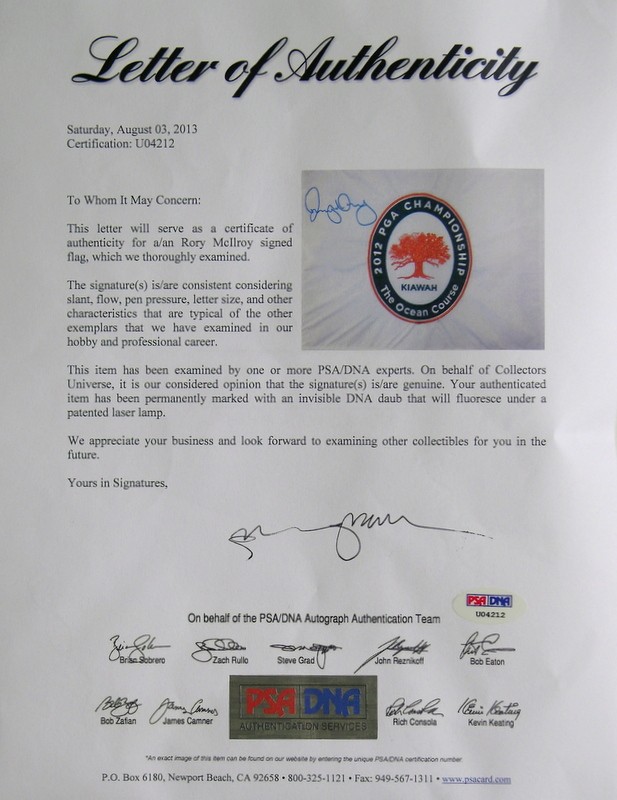 Letter of Authenticity
Saturday, August 03, 2013
Certification: U04212
To Whom It May Concern:
This letter will serve as a certificate of
authenticity for a/an Rory McIlroy signed
flag, which we thoroughly examined.
The signature(s) is/are consistent considering
slant, flow, pen pressure, letter size, and other
characteristics that are typical of the other
exemplars that we have examined in our
hobby and professional career.
2012 PGA CHAMPIONSHIP
KIAWAH
The Ocean Course
This item has been examined by one or more PSA/DNA experts. On behalf of Collectors
Universe, it is our considered opinion that the signature(s) is/are genuine. Your authenticated
item has been permanently marked with an invisible DNA daub that will fluoresce under a
patented laser lamp.
We appreciate your business and look forward to examining other collectibles for you in the
future.
Yours in Signatures,
PSA DNA
U04212
On behalf of the PSA/DNA Autograph Authentication Team
Brian Sobrero Zach Rullo Steve Grad John Reznikoff Bob Eaton
Bob Zafian James Camner Rich Consola Kevin Keating
PSA DNA
AUTHENTICATION SERVICES
*An exact image of this item can be found on our website by entering the unique PSA/DNA certification number
P.O. Box 6180, Newport Beach, CA 92658 • 800-325-1121 • Fax: 949-567-1311 • www.psacard.com